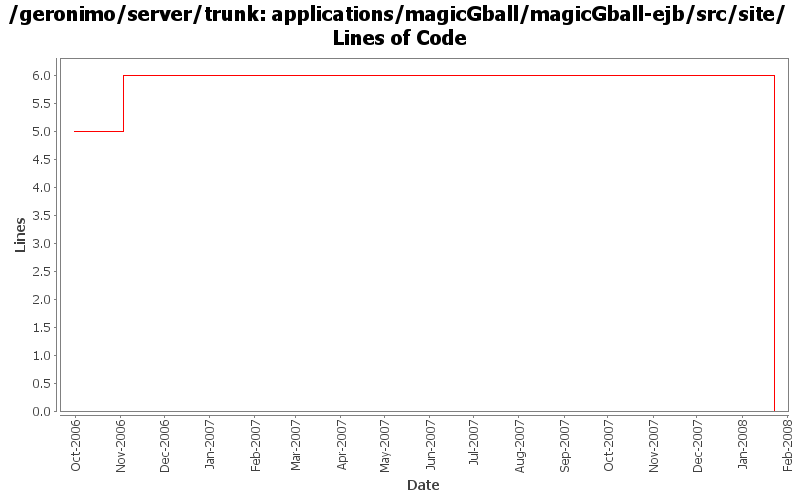 /geronimo/server/trunk: applications/magicGball/magicGball-ejb/src/site/
Lines of Code
6.0
5.5
5.0
4.5
4.0
3.5
3.0
2.5
2.0
1.5
1.0
0.5
0.0
Lines
Oct-2006
Nov-2006
Dec-2006
Jan-2007
Feb-2007
Mar-2007
Apr-2007
May-2007
Jun-2007
Jul-2007
Aug-2007
Sep-2007
Oct-2007
Nov-2007
Dec-2007
Jan-2008
Feb-2008
Date